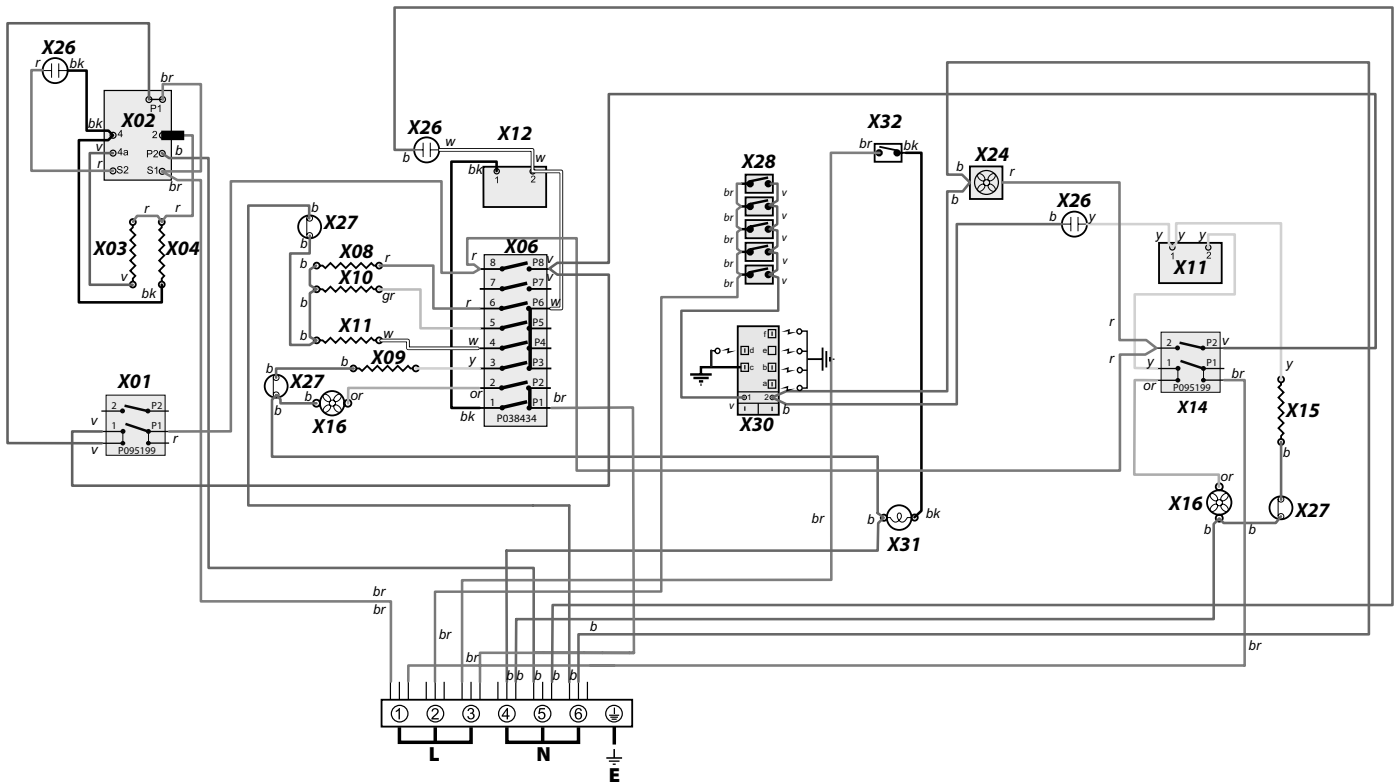 X26
r bk
br
P1
X02
bk 4 2
v 4a P2 b
r S2 S1
br
r r
X03 X04
v
bk
X01
2 P2
v 1 P1
v r
P095199
b
X27
b
b X08 r
X10
gr
b
b X11 w
b X09
b
X27
b b or
X16
X26
b w
X12
w
bk 1 2
X06
r 8 P8 v
v
7 P7
r 6 P6 w
5 P5
w 4 P4
y 3 P3
2 P2
or
1 P1 br
bk
P038434
X28
br v
br v
br v
br v
br v
X32
br bk
f
d e
c b
a
1 2
v b
X30
br
b bk
X31
X24
b r
b
X26
b y
y y y
1 2
X11
r
r
2 P2 v
y 1 P1
or br
P095199
X14
y
X15
b
or
X16
X27
b b b
br
br
br
br
b
br
b b b b b
1 2 3 4 5 6
L N
E